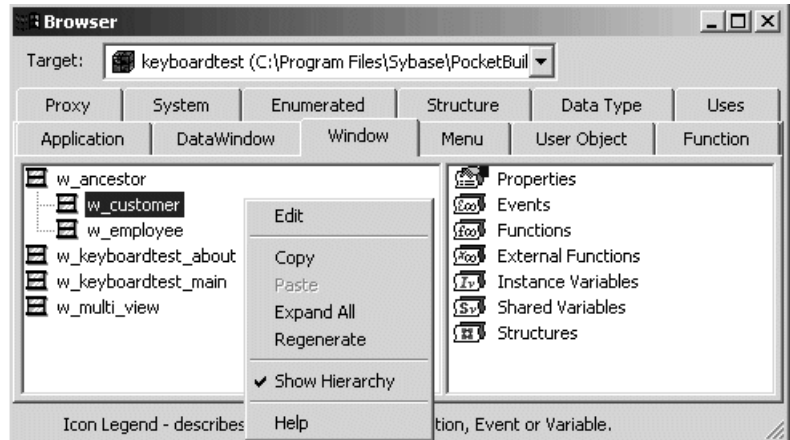 Browser
Target: keyboardtest (C:\Program Files\Sybase\PocketBuil
Proxy System Enumerated Structure Data Type Uses
Application DataWindow Window Menu User Object Function
w_ancestor
w_customer
w_employee
w_keyboardtest_about
w_keyboardtest_main
w_multi_view
Edit
Copy
Paste
Expand All
Regenerate
Show Hierarchy
Help
Properties
Events
Functions
External Functions
Instance Variables
Shared Variables
Structures
Icon Legend - describes tion, Event or Variable.